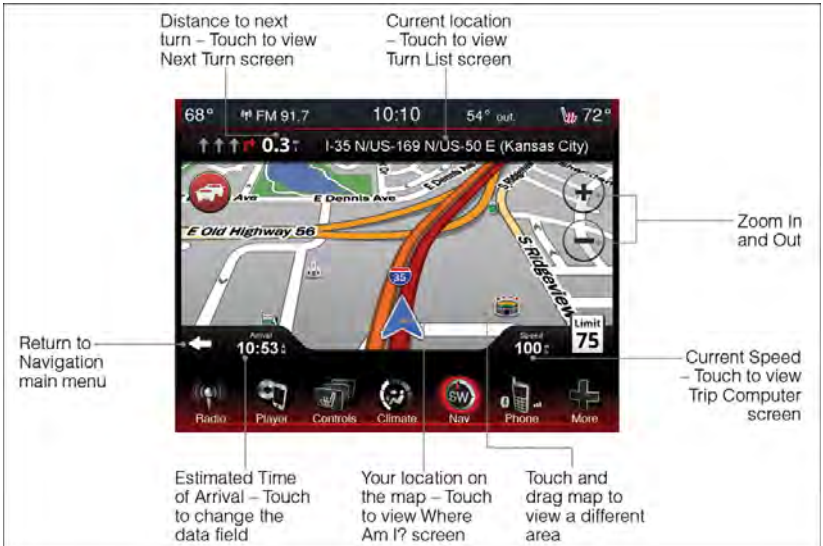 Distance to next
turn – Touch to view
Next Turn screen
Current location
– Touch to view
Turn List screen
68°
FM 91.7
10:10
54° out.
72°
0.3
I-35 N/US-169 N/US-50 E (Kansas City)
Ave
E Dennis Ave
E Dennis Ave
E Old Highway 56
S Ridgeview
35
Zoom In
and Out
Limit
75
Return to
Navigation
main menu
Arrival
10:53
Speed
100
Current Speed
– Touch to view
Trip Computer
screen
SW
Radio
Player
Controls
Climate
Nav
Phone
More
Estimated Time
of Arrival – Touch
to change the
data field
Your location on
the map – Touch
to view Where
Am I? screen
Touch and
drag map to
view a different
area